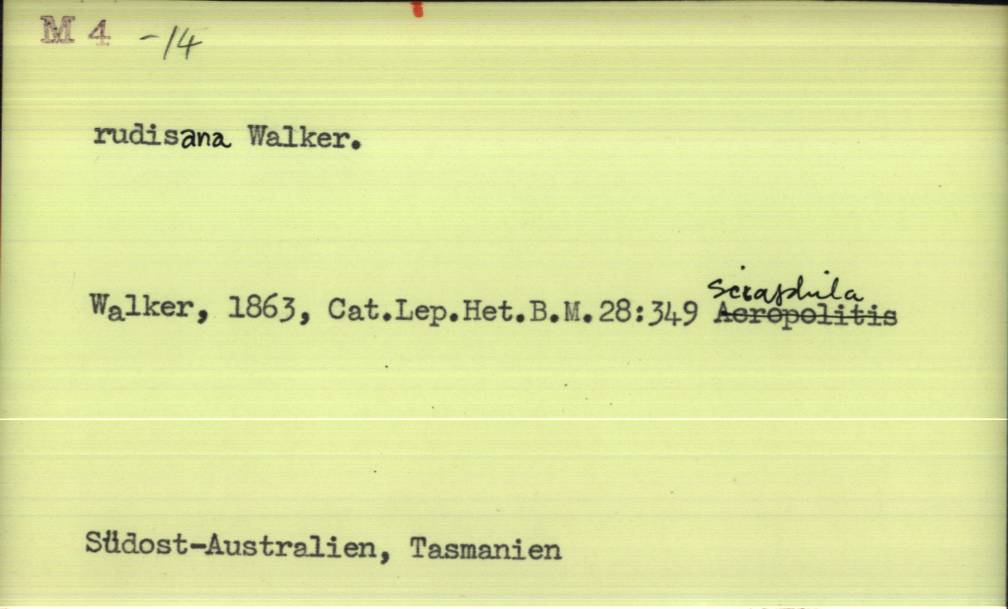 M 4 -14
rudisana Walker.
Walker, 1863, Cat.Lep.Het.B.M.28:349 Sciaphila
Acropolitis
Südost-Australien, Tasmanien